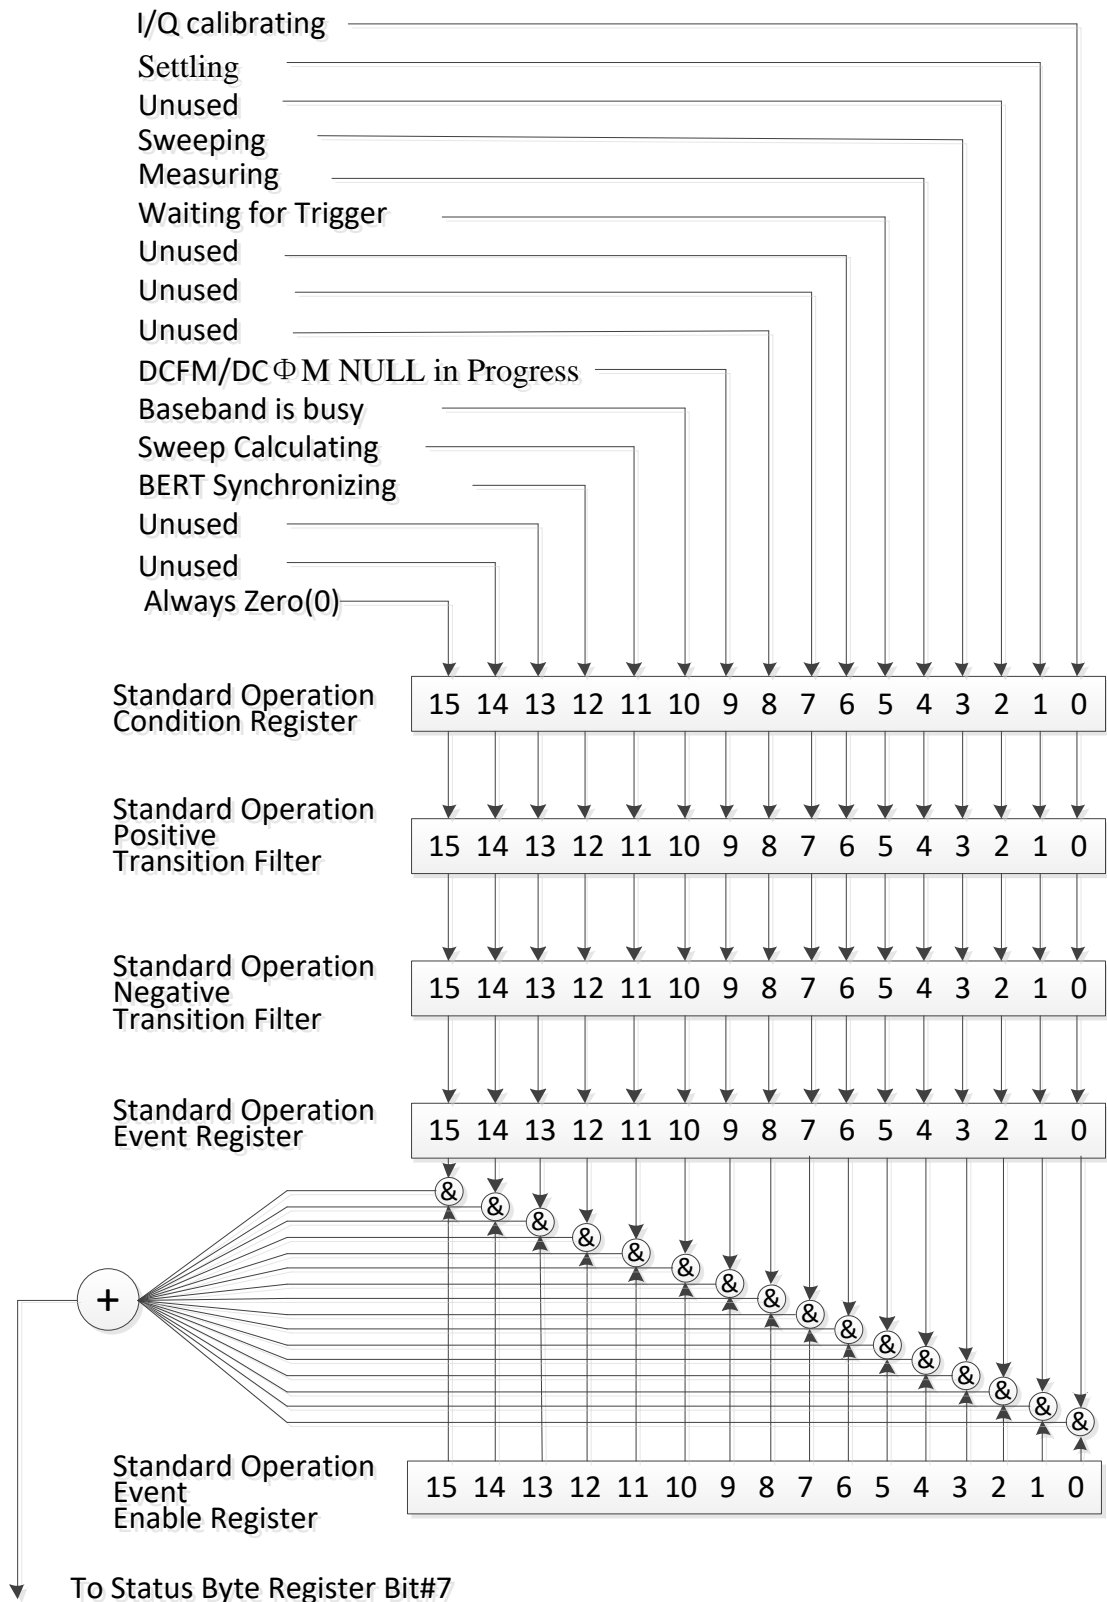 I/Q calibrating
Settling
Unused
Sweeping
Measuring
Waiting for Trigger
Unused
Unused
Unused
DCFM/DCΦM NULL in Progress
Baseband is busy
Sweep Calculating
BERT Synchronizing
Unused
Unused
Always Zero(0)
Standard Operation
Condition Register
15 14 13 12 11 10 9 8 7 6 5 4 3 2 1 0
Standard Operation
Positive
Transition Filter
15 14 13 12 11 10 9 8 7 6 5 4 3 2 1 0
Standard Operation
Negative
Transition Filter
15 14 13 12 11 10 9 8 7 6 5 4 3 2 1 0
Standard Operation
Event Register
15 14 13 12 11 10 9 8 7 6 5 4 3 2 1 0
& & & & & & & & & & & & & & & &
+
Standard Operation
Event
Enable Register
15 14 13 12 11 10 9 8 7 6 5 4 3 2 1 0
To Status Byte Register Bit#7